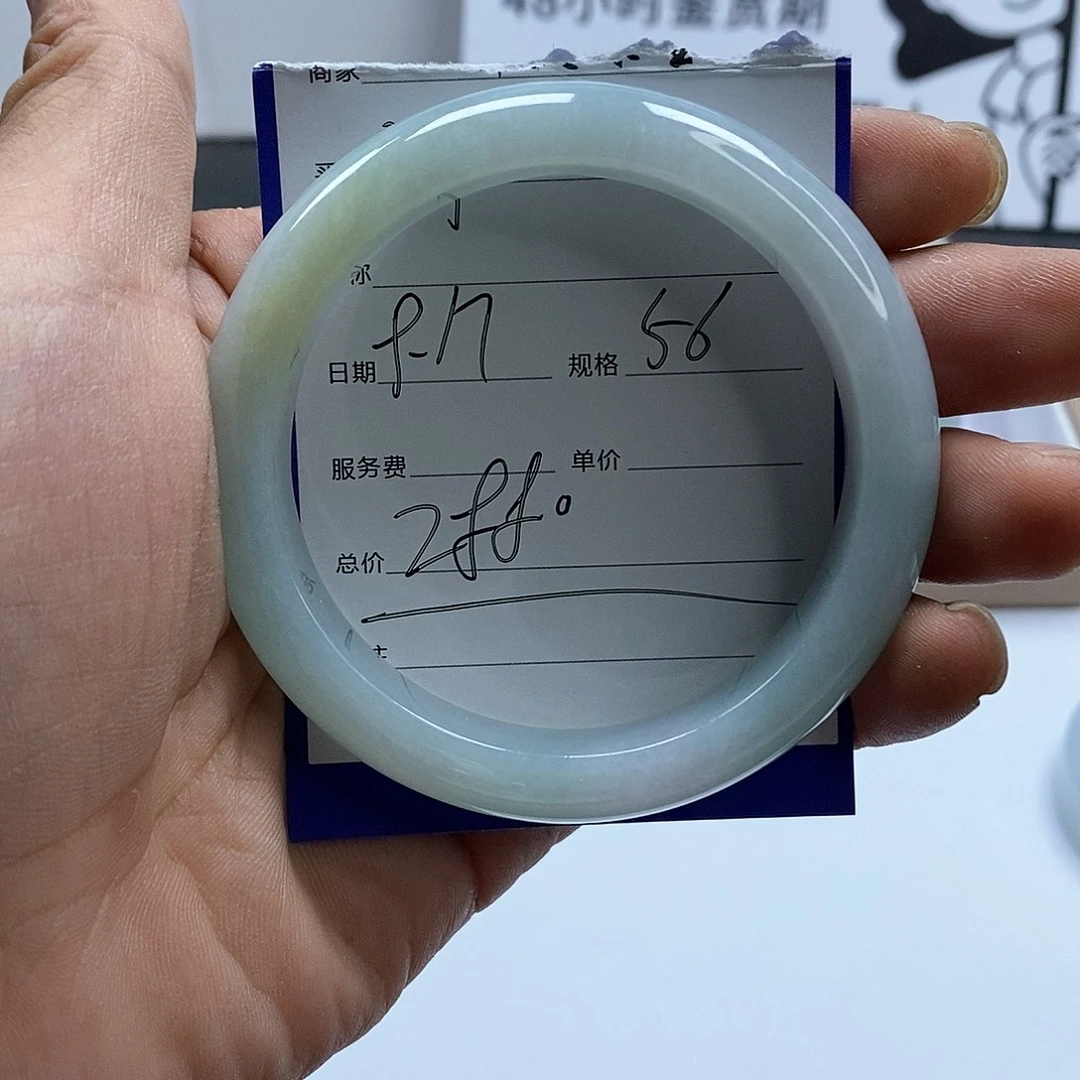 48小时鉴赏期
商家
日期 8.17 规格 56
服务费 单价
总价 2880